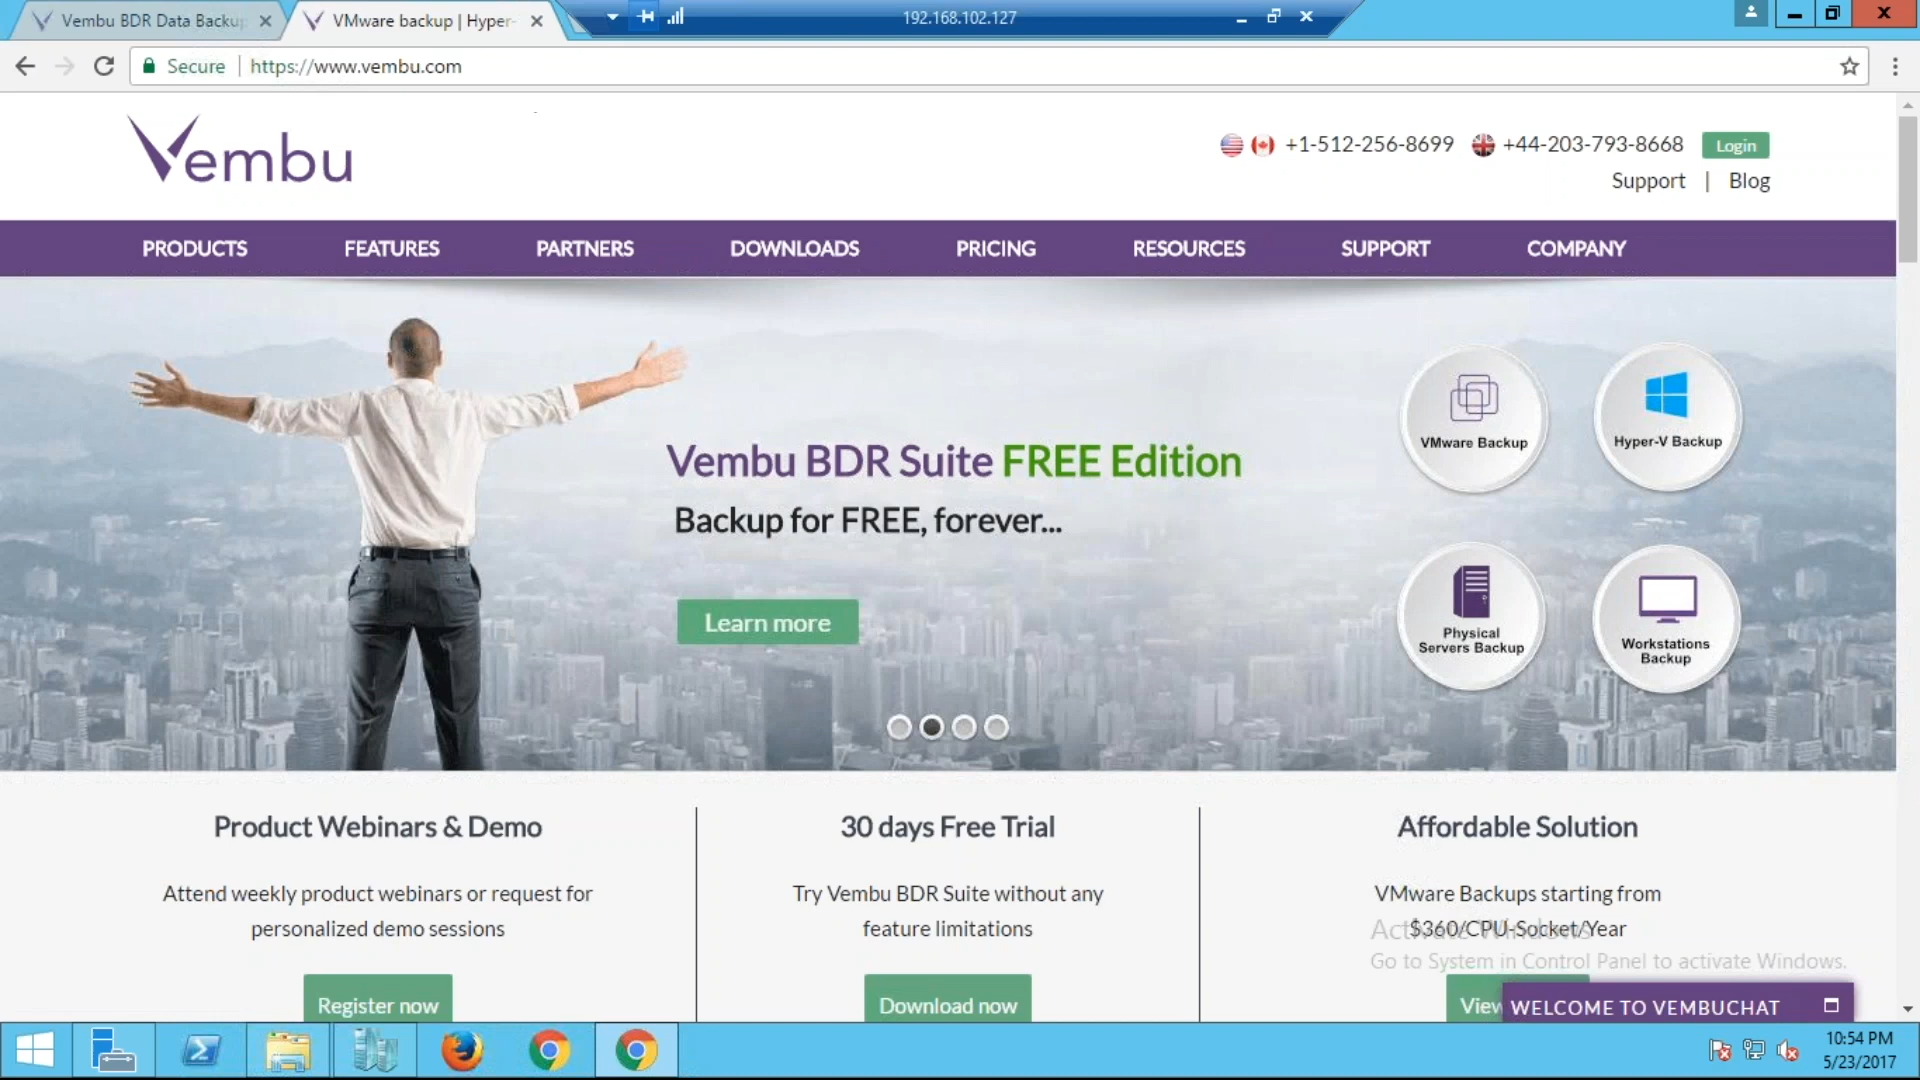 Vembu BDR Data Backup
VMware backup | Hyper-
192.168.102.127
Secure
https://www.vembu.com
Vembu
+1-512-256-8699
+44-203-793-8668
Login
Support | Blog
PRODUCTS
FEATURES
PARTNERS
DOWNLOADS
PRICING
RESOURCES
SUPPORT
COMPANY
Vembu BDR Suite FREE Edition
Backup for FREE, forever...
Learn more
VMware Backup
Hyper-V Backup
Physical
Servers Backup
Workstations
Backup
Product Webinars & Demo
Attend weekly product webinars or request for
personalized demo sessions
Register now
30 days Free Trial
Try Vembu BDR Suite without any
feature limitations
Download now
Affordable Solution
VMware Backups starting from
$360/CPU-Socket/Year
Activate Windows
Go to System in Control Panel to activate Windows.
View
WELCOME TO VEMBUCHAT
10:54 PM
5/23/2017